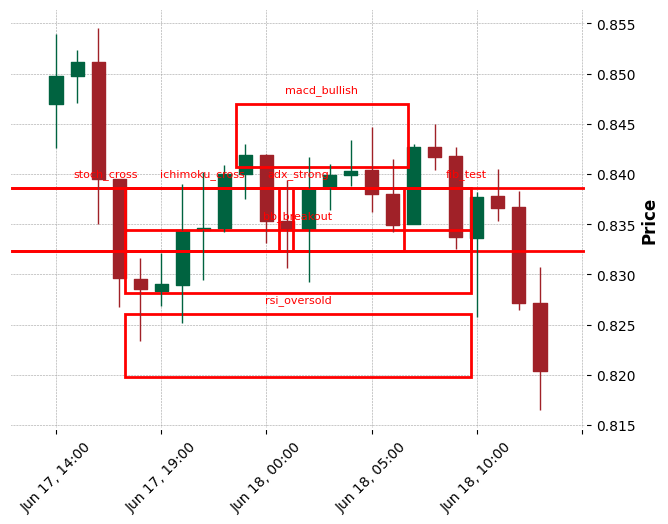 0.855
0.850
macd_bullish
0.845
stoch_cross ichimoku_cross adx_strong fib_test
0.840
bb_breakout
0.835
Price
0.830
rsi_oversold
0.825
0.820
0.815
Jun 17, 14:00
Jun 17, 19:00
Jun 18, 00:00
Jun 18, 05:00
Jun 18, 10:00